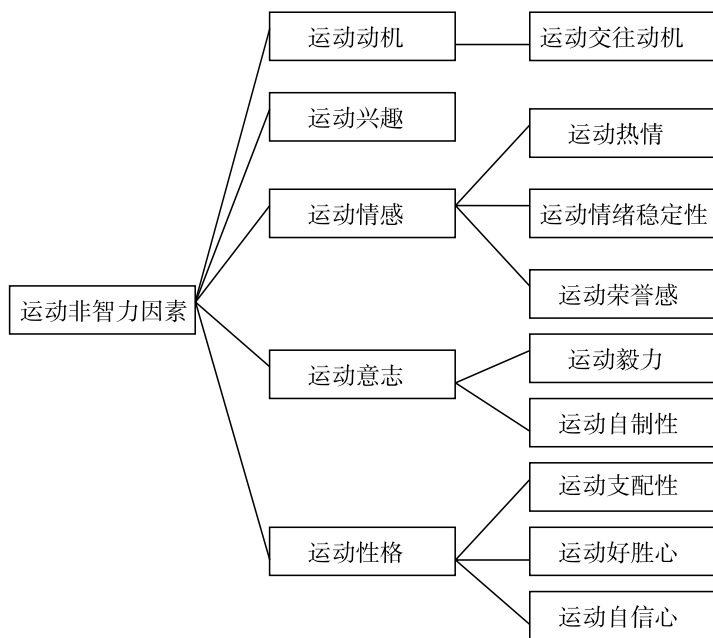 运动非智力因素
运动动机
运动交往动机
运动兴趣
运动情感
运动热情
运动情绪稳定性
运动荣誉感
运动意志
运动毅力
运动自制性
运动性格
运动支配性
运动好胜心
运动自信心